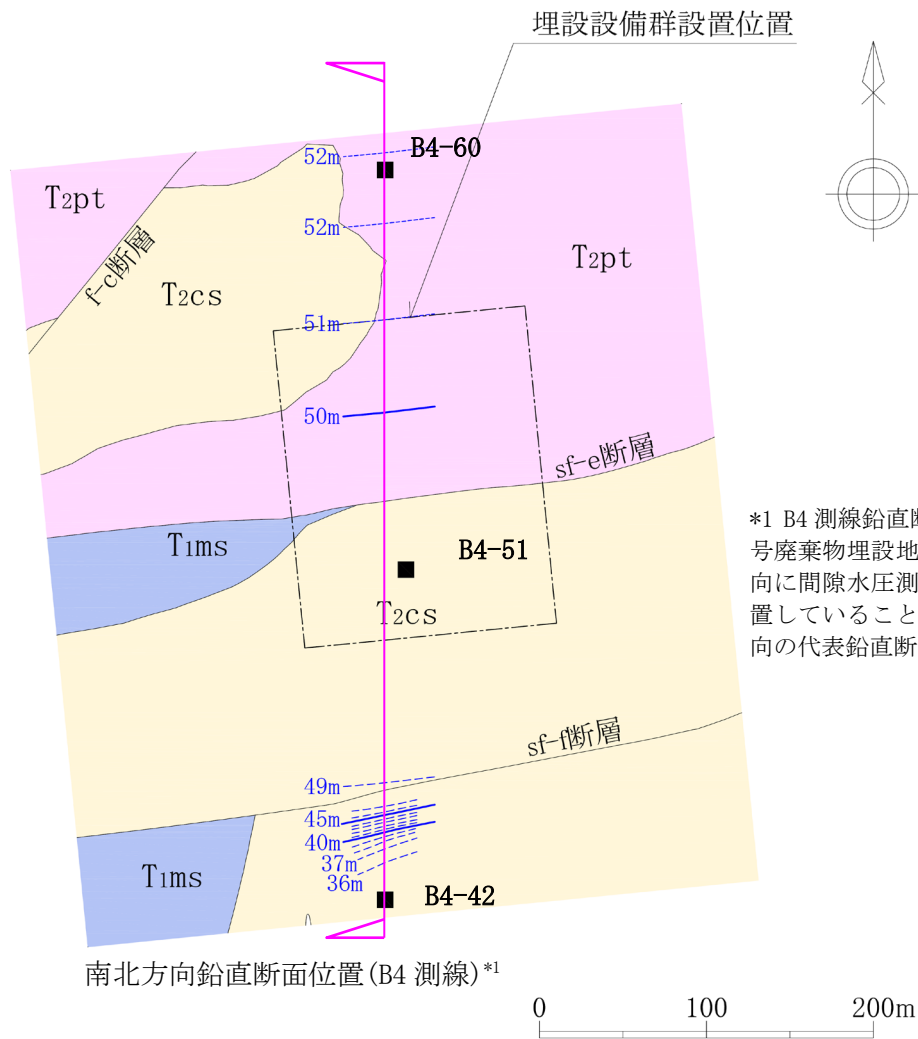 埋設設備群設置位置
B4-60
52m
T2pt
f-c断層
52m
T2pt
T2cs
51m
50m
sf-e断層
*1 B4 測線鉛直断
号廃棄物埋設地
向に間隙水圧測
置していること
向の代表鉛直断
T1ms
B4-51
T2cs
sf-f断層
49m
45m
40m
37m
36m
T1ms
B4-42
南北方向鉛直断面位置(B4 測線)*1
0 100 200m